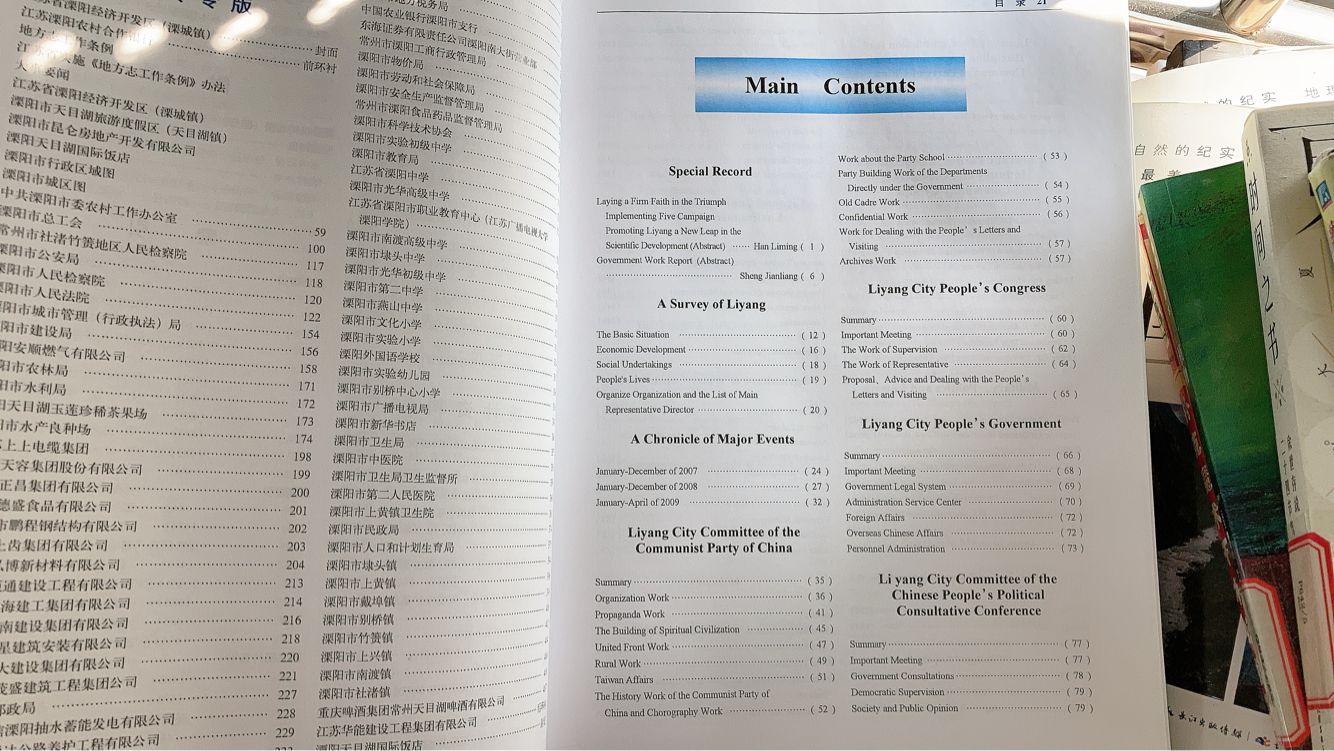 专版
江苏省溧阳经济开发区（溧城镇）
江苏溧阳农村合作银行 封面
地方志工作条例 前环衬
施《地方志工作条例》办法
要闻
江苏省溧阳经济开发区（溧城镇）
溧阳市天目湖旅游度假区（天目湖镇）
溧阳市昆仑房地产开发有限公司
溧阳天目湖国际饭店
溧阳市行政区域图
溧阳市城区图
中共溧阳市委农村工作办公室 59
溧阳市总工会 100
常州市社渚竹箦地区人民检察院 117
溧阳市公安局 118
溧阳市人民检察院 120
溧阳市人民法院 122
溧阳市城市管理（行政执法）局 154
阳市建设局 156
阳安顺燃气有限公司 158
阳市农林局 171
阳市水利局 172
阳天目湖玉莲珍稀茶果场 173
阳市水产良种场 174
上上电缆集团 198
天容集团股份有限公司 199
正昌集团有限公司 200
德盛食品有限公司 201
市鹏程钢结构有限公司 202
上齿集团有限公司 203
弘博新材料有限公司 204
通建设工程有限公司 213
海建工集团有限公司 214
南建设集团有限公司 216
星建筑安装有限公司 218
大建设集团有限公司 220
茂盛建筑工程集团有限公司 221
邮政局 227
溧阳抽水蓄能发电有限公司 228
公路养护工程有限公司 229
地方税务局
中国农业银行溧阳市支行
东海证券有限责任公司溧阳南大街营业部
常州市溧阳工商行政管理局
溧阳市物价局
溧阳市劳动和社会保障局
溧阳市安全生产监督管理局
常州市溧阳食品药品监督管理局
溧阳市科学技术协会
溧阳市实验初级中学
溧阳市教育局
江苏省溧阳中学
溧阳市光华高级中学
江苏省溧阳市职业教育中心（江苏广播电视大学
溧阳学院）
溧阳市南渡高级中学
溧阳市埭头中学
溧阳市光华初级中学
溧阳市第二中学
溧阳市燕山中学
溧阳市文化小学
溧阳市实验小学
溧阳外国语学校
溧阳市实验幼儿园
溧阳市别桥中心小学
溧阳市广播电视局
溧阳市新华书店
溧阳市卫生局
溧阳市中医院
溧阳市卫生局卫生监督所
溧阳市第二人民医院
溧阳市上黄镇卫生院
溧阳市民政局
溧阳市人口和计划生育局
溧阳市埭头镇
溧阳市上黄镇
溧阳市戴埠镇
溧阳市别桥镇
溧阳市竹箦镇
溧阳市上兴镇
溧阳市南渡镇
溧阳市社渚镇
重庆啤酒集团常州天目湖啤酒有限公司
江苏华能建设工程集团有限公司
溧阳天目湖国际饭店
目录 21
Main Contents
Special Record
Laying a Firm Faith in the Triumph
Implementing Five Campaign
Promoting Liyang a New Leap in the
Scientific Development (Abstract) ······ Han Liming ( 1 )
Government Work Report (Abstract)
······ Sheng Jianliang ( 6 )
A Survey of Liyang
The Basic Situation ······ ( 12 )
Economic Development ······ ( 16 )
Social Undertakings ······ ( 18 )
People's Lives ······ ( 19 )
Organize Organization and the List of Main
Representative Director ······ ( 20 )
A Chronicle of Major Events
January-December of 2007 ······ ( 24 )
January-December of 2008 ······ ( 27 )
January-April of 2009 ······ ( 32 )
Liyang City Committee of the
Communist Party of China
Summary ······ ( 35 )
Organization Work ······ ( 36 )
Propaganda Work ······ ( 41 )
The Building of Spiritual Civilization ······ ( 45 )
United Front Work ······ ( 47 )
Rural Work ······ ( 49 )
Taiwan Affairs ······ ( 51 )
The History Work of the Communist Party of
China and Chorography Work ······ ( 52 )
Work about the Party School ······ ( 53 )
Party Building Work of the Departments
Directly under the Government ······ ( 54 )
Old Cadre Work ······ ( 55 )
Confidential Work ······ ( 56 )
Work for Dealing with the People’s Letters and
Visiting ······ ( 57 )
Archives Work ······ ( 57 )
Liyang City People’s Congress
Summary ······ ( 60 )
Important Meeting ······ ( 60 )
The Work of Supervision ······ ( 62 )
The Work of Representative ······ ( 64 )
Proposal、Advice and Dealing with the People’s
Letters and Visiting ······ ( 65 )
Liyang City People’s Government
Summary ······ ( 66 )
Important Meeting ······ ( 68 )
Government Legal System ······ ( 69 )
Administration Service Center ······ ( 70 )
Foreign Affairs ······ ( 72 )
Overseas Chinese Affairs ······ ( 72 )
Personnel Administration ······ ( 73 )
Li yang City Committee of the
Chinese People’s Political
Consultative Conference
Summary ······ ( 77 )
Important Meeting ······ ( 77 )
Government Consultations ······ ( 78 )
Democratic Supervision ······ ( 79 )
Society and Public Opinion ······ ( 79 )
的纪实 地理
自然的纪实
最美
时间之书
夏
长江出版传媒